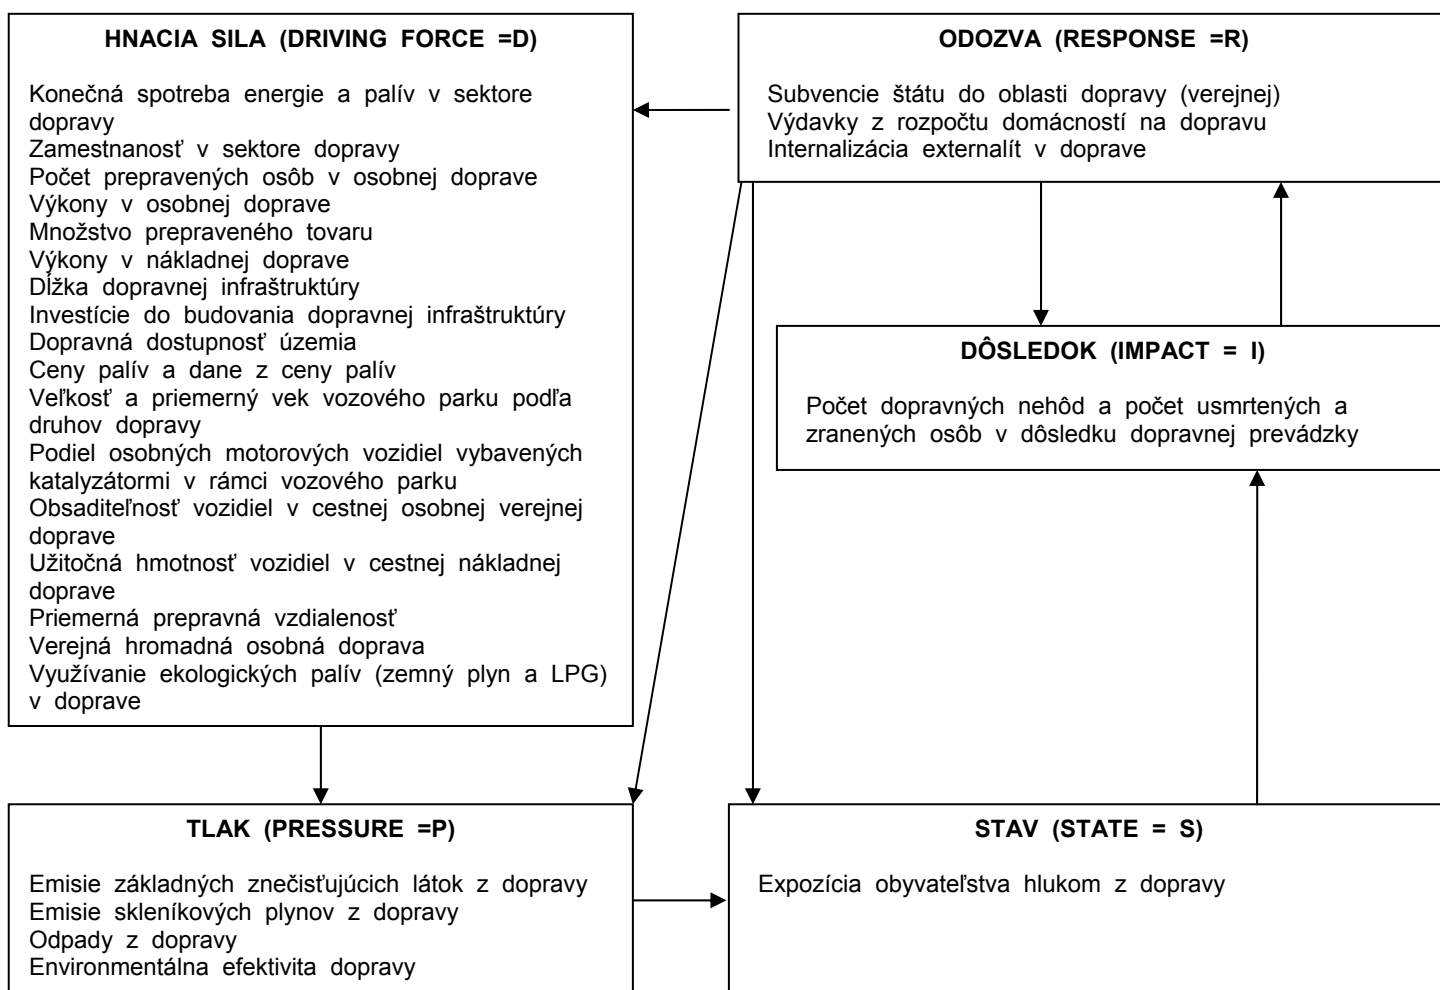 HNACIA SILA (DRIVING FORCE =D)
Konečná spotreba energie a palív v sektore
dopravy
Zamestnanosť v sektore dopravy
Počet prepravených osôb v osobnej doprave
Výkony v osobnej doprave
Množstvo prepraveného tovaru
Výkony v nákladnej doprave
Dĺžka dopravnej infraštruktúry
Investície do budovania dopravnej infraštruktúry
Dopravná dostupnosť územia
Ceny palív a dane z ceny palív
Veľkosť a priemerný vek vozového parku podľa
druhov dopravy
Podiel osobných motorových vozidiel vybavených
katalyzátormi v rámci vozového parku
Obsaditeľnosť vozidiel v cestnej osobnej verejnej
doprave
Užitočná hmotnosť vozidiel v cestnej nákladnej
doprave
Priemerná prepravná vzdialenosť
Verejná hromadná osobná doprava
Využívanie ekologických palív (zemný plyn a LPG)
v doprave
ODOZVA (RESPONSE =R)
Subvencie štátu do oblasti dopravy (verejnej)
Výdavky z rozpočtu domácností na dopravu
Internalizácia externalít v doprave
DÔSLEDOK (IMPACT = I)
Počet dopravných nehôd a počet usmrtených a
zranených osôb v dôsledku dopravnej prevádzky
TLAK (PRESSURE =P)
Emisie základných znečisťujúcich látok z dopravy
Emisie skleníkových plynov z dopravy
Odpady z dopravy
Environmentálna efektivita dopravy
STAV (STATE = S)
Expozícia obyvateľstva hlukom z dopravy